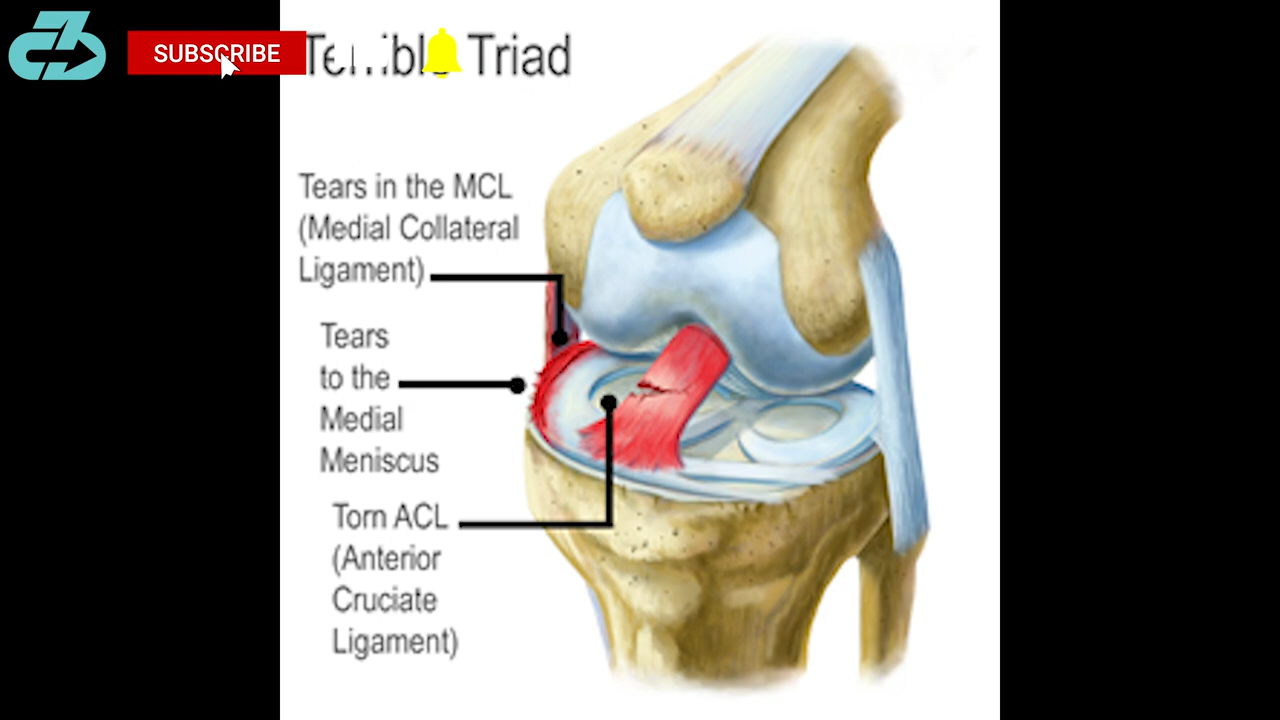 SUBSCRIBE
Triad
Tears in the MCL
(Medial Collateral
Ligament)
Tears
to the
Medial
Meniscus
Torn ACL
(Anterior
Cruciate
Ligament)